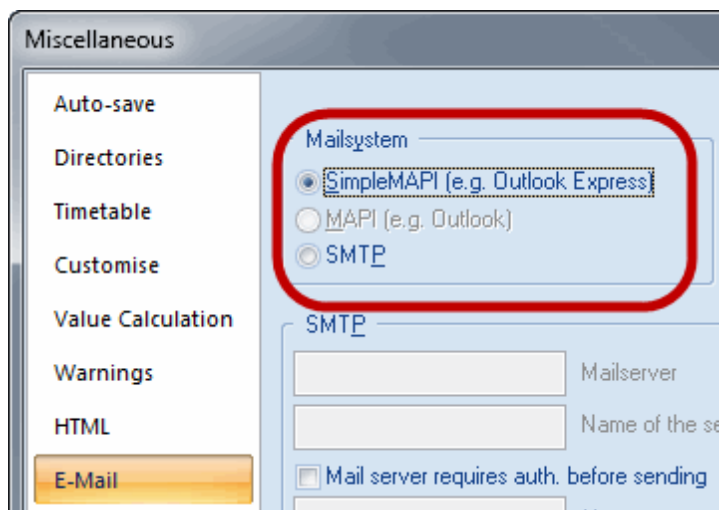 Miscellaneous
Auto-save
Directories
Timetable
Customise
Value Calculation
Warnings
HTML
E-Mail
Mailsystem
SimpleMAPI (e.g. Outlook Express)
MAPI (e.g. Outlook)
SMTP
SMTP
Mailserver
Name of the se
Mail server requires auth. before sending